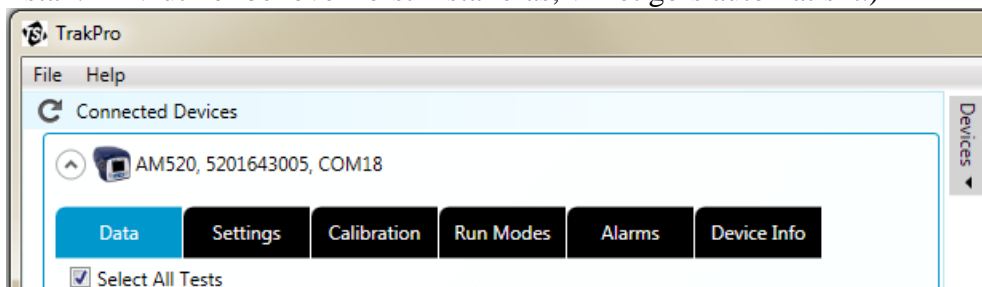 TrakPro
File Help
Connected Devices
AM520, 5201643005, COM18
Data Settings Calibration Run Modes Alarms Device Info
Select All Tests
Devices